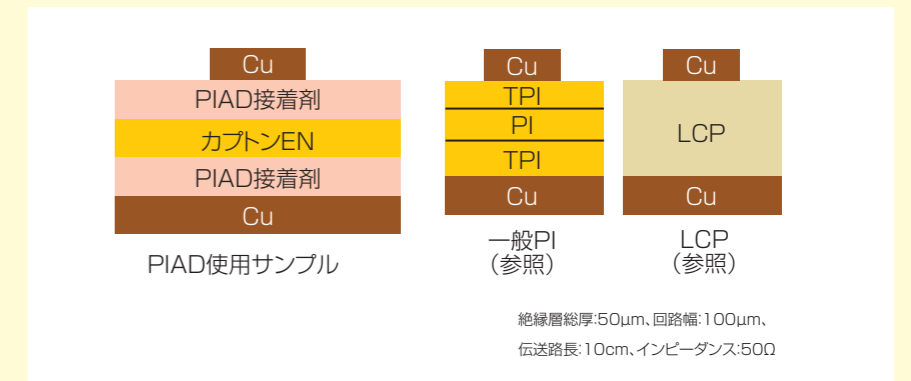 Cu
PIAD接着剤
カプトンEN
PIAD接着剤
Cu
PIAD使用サンプル
Cu
TPI
PI
TPI
Cu
一般PI
（参照）
Cu
LCP
Cu
LCP
（参照）
絶縁層総厚:50μm、回路幅:100μm、
伝送路長:10cm、インピーダンス:50Ω